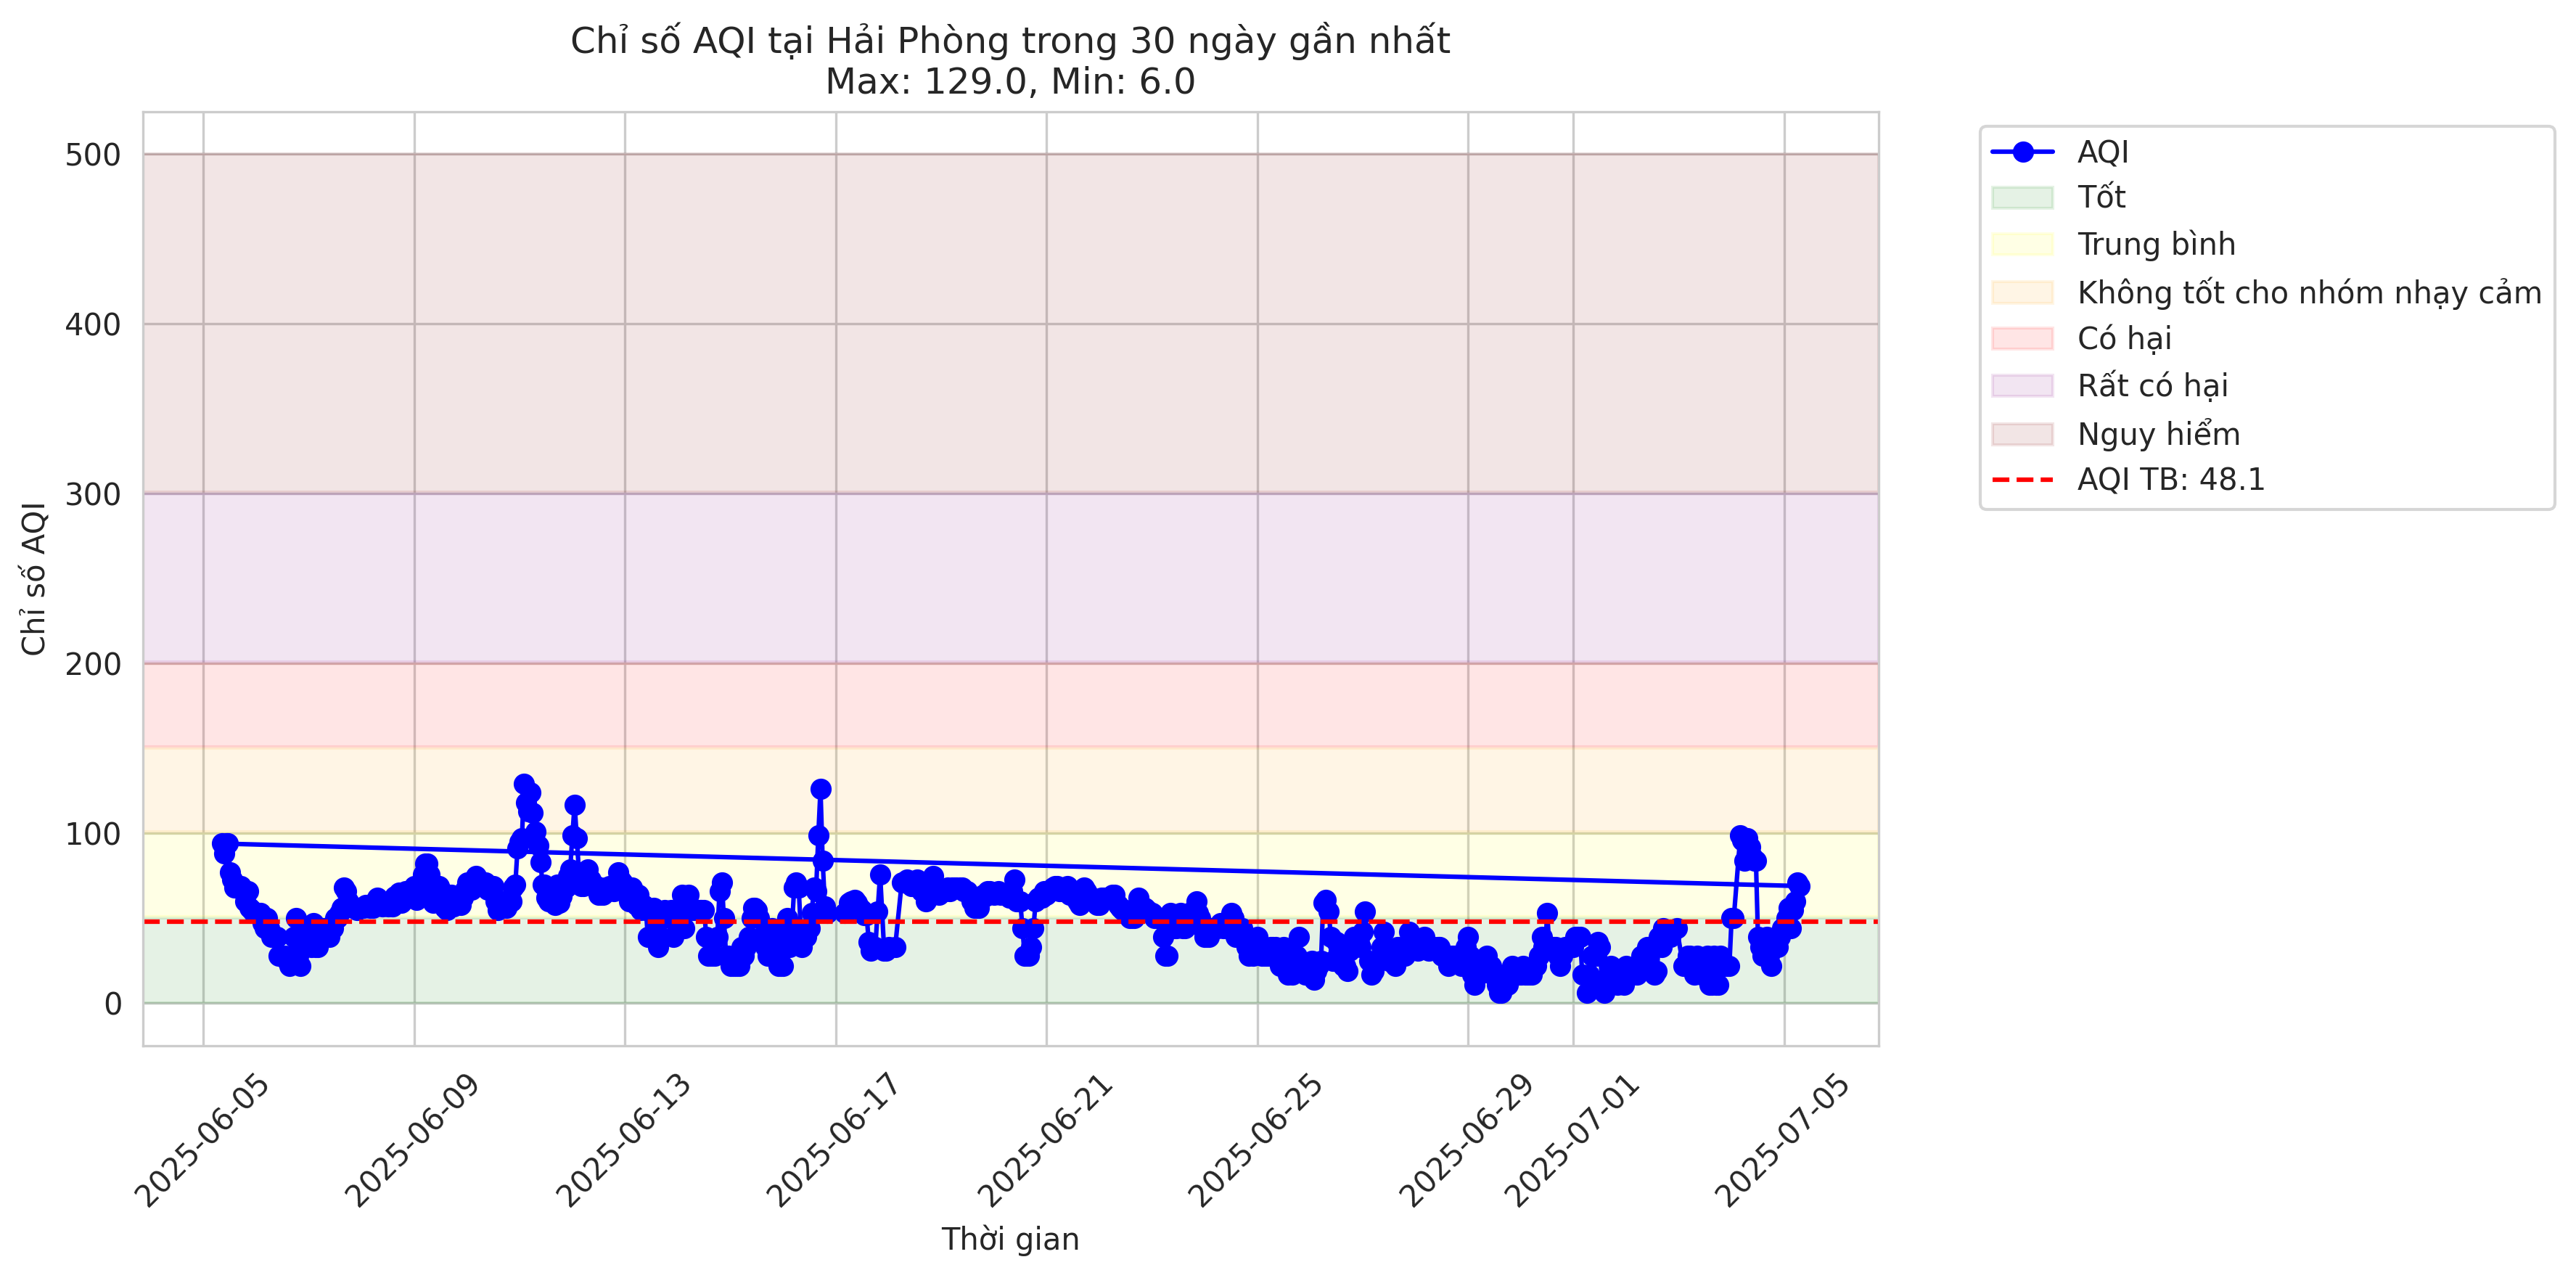 Chỉ số AQI tại Hải Phòng trong 30 ngày gần nhất
Max: 129.0, Min: 6.0
Chỉ số AQI
500
400
300
200
100
0
2025-06-05
2025-06-09
2025-06-13
2025-06-17
2025-06-21
2025-06-25
2025-06-29
2025-07-01
2025-07-05
Thời gian
AQI
Tốt
Trung bình
Không tốt cho nhóm nhạy cảm
Có hại
Rất có hại
Nguy hiểm
AQI TB: 48.1